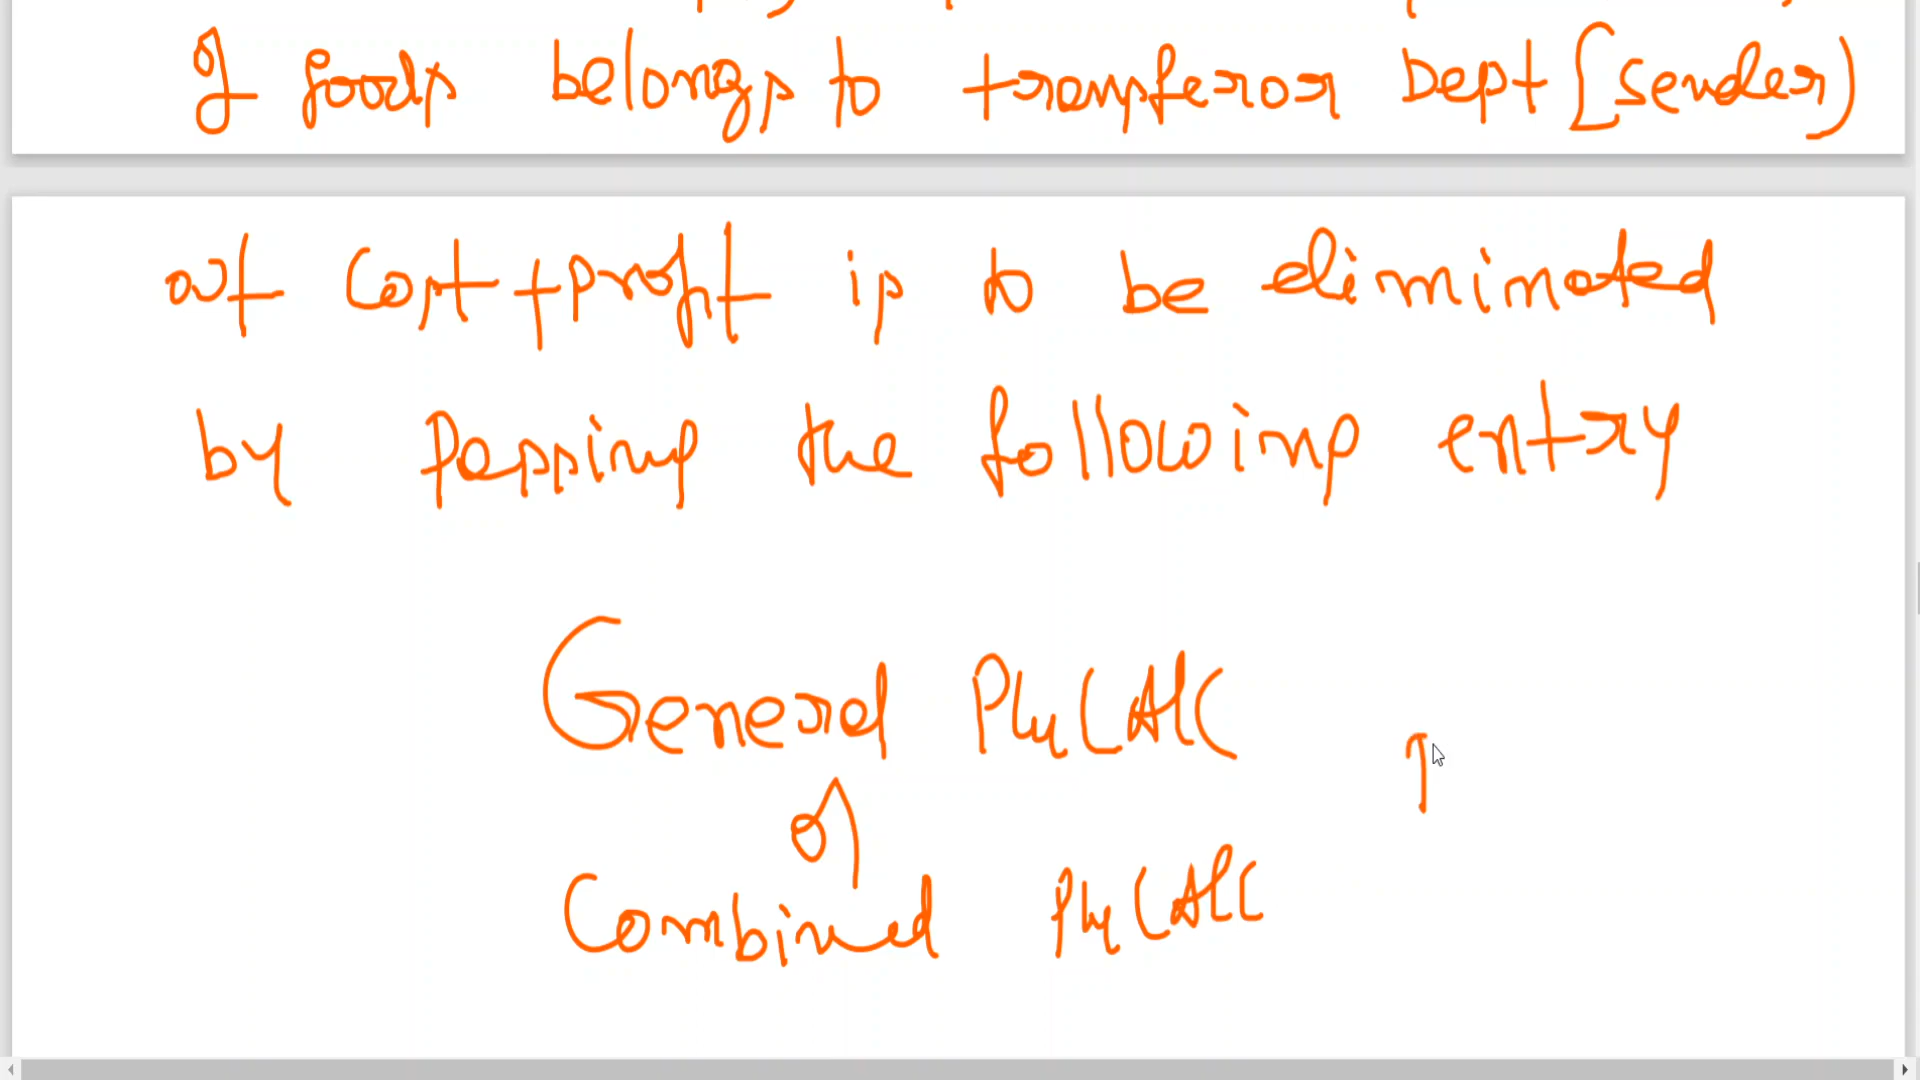 of goods belongs to transferor Dept [sender)
at Cost + profit is to be eliminated
by passing the following entry
General P/L A/C
or
Combined P/L A/C